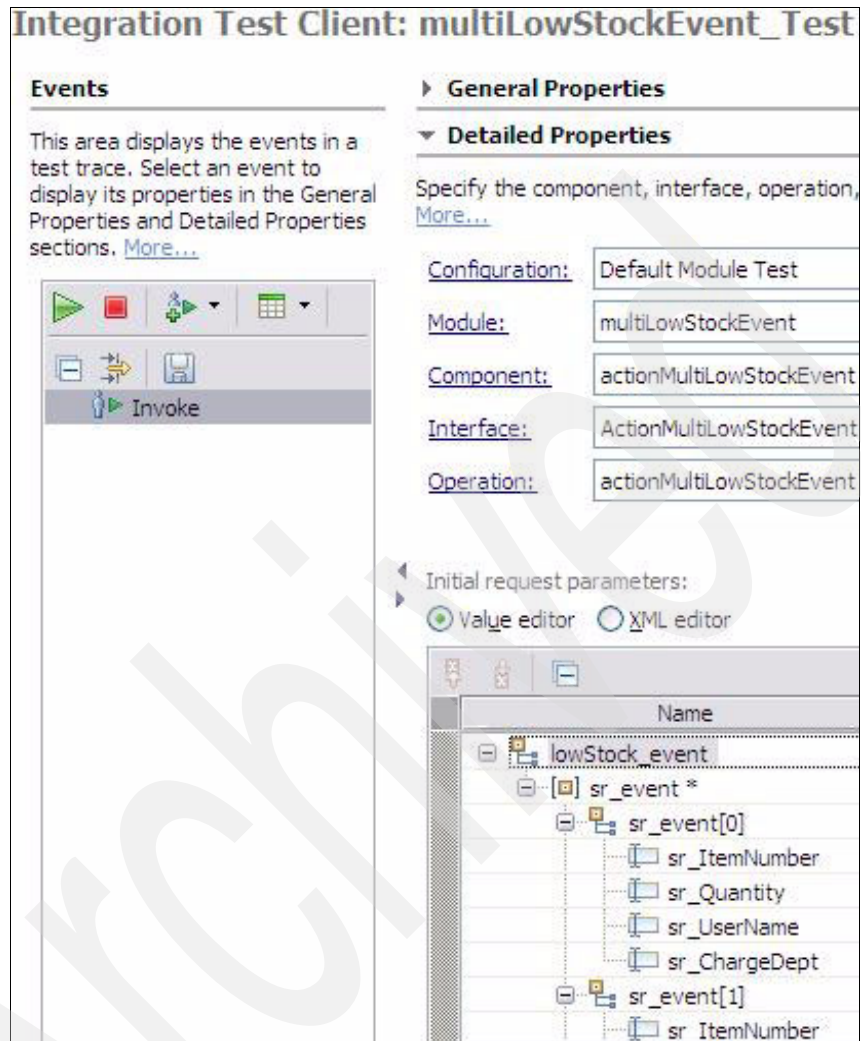 Integration Test Client: multiLowStockEvent_Test
Events
This area displays the events in a
test trace. Select an event to
display its properties in the General
Properties and Detailed Properties
sections. More...
Invoke
General Properties
Detailed Properties
Specify the component, interface, operation,
More...
Configuration: Default Module Test
Module: multiLowStockEvent
Component: actionMultiLowStockEvent
Interface: ActionMultiLowStockEvent
Operation: actionMultiLowStockEvent
Initial request parameters:
Value editor XML editor
Name
lowStock_event
sr_event *
sr_event[0]
sr_ItemNumber
sr_Quantity
sr_UserName
sr_ChargeDept
sr_event[1]
sr_ItemNumber
Archived